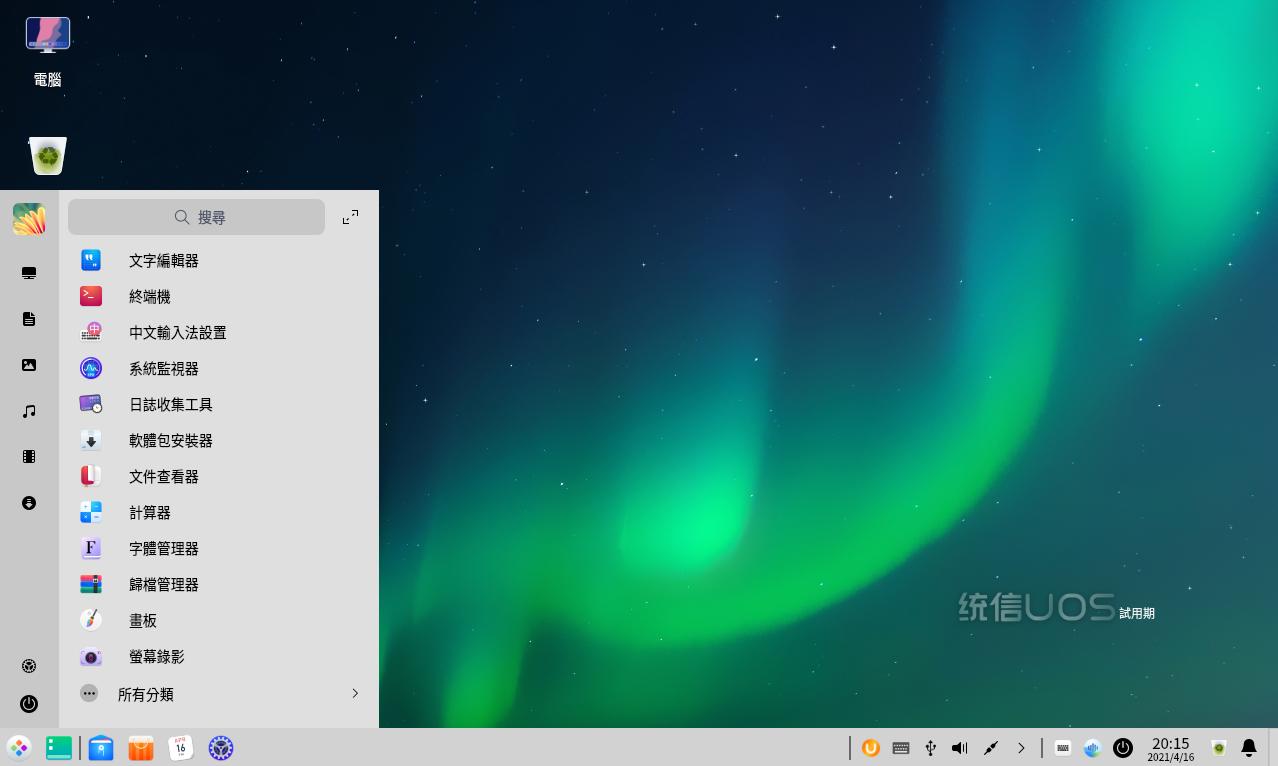 電腦
搜尋
文字編輯器
終端機
中文輸入法設置
系統監視器
日誌收集工具
軟體包安裝器
文件查看器
計算器
字體管理器
歸檔管理器
畫板
螢幕錄影
所有分類
统信UOS 試用期
APR
16
20:15
2021/4/16